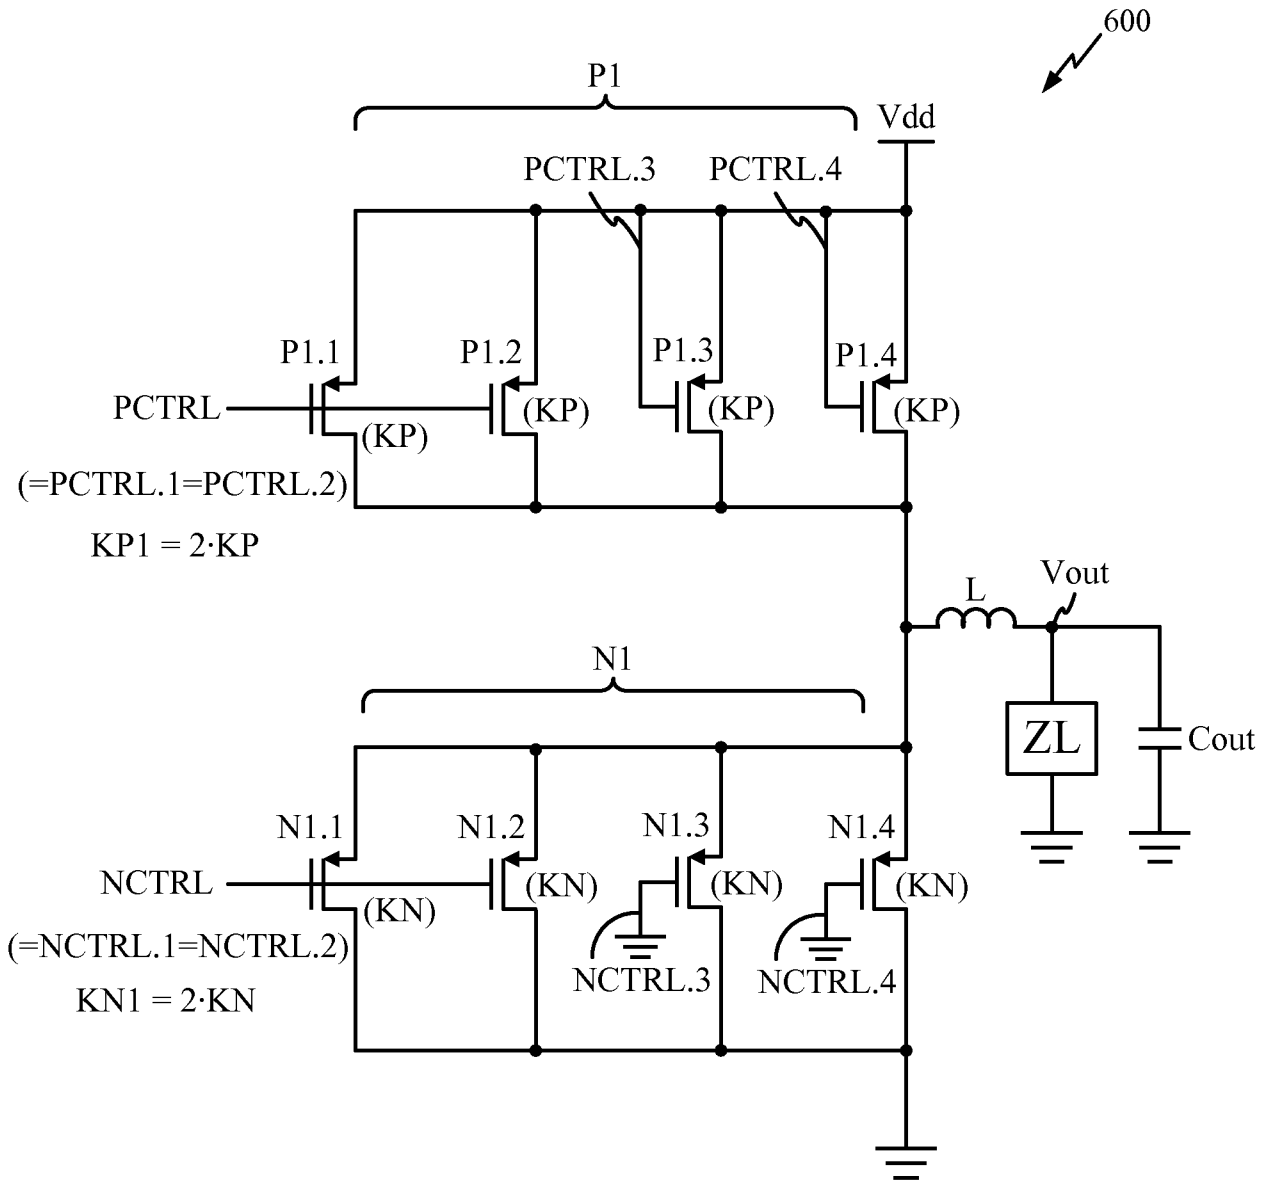 600
P1
Vdd
PCTRL.3
PCTRL.4
P1.1
P1.2
P1.3
P1.4
PCTRL
(KP)
(KP)
(KP)
(KP)
(=PCTRL.1=PCTRL.2)
KP1 = 2·KP
L
Vout
N1
ZL
Cout
N1.1
N1.2
N1.3
N1.4
NCTRL
(KN)
(KN)
(KN)
(KN)
(=NCTRL.1=NCTRL.2)
NCTRL.3
NCTRL.4
KN1 = 2·KN